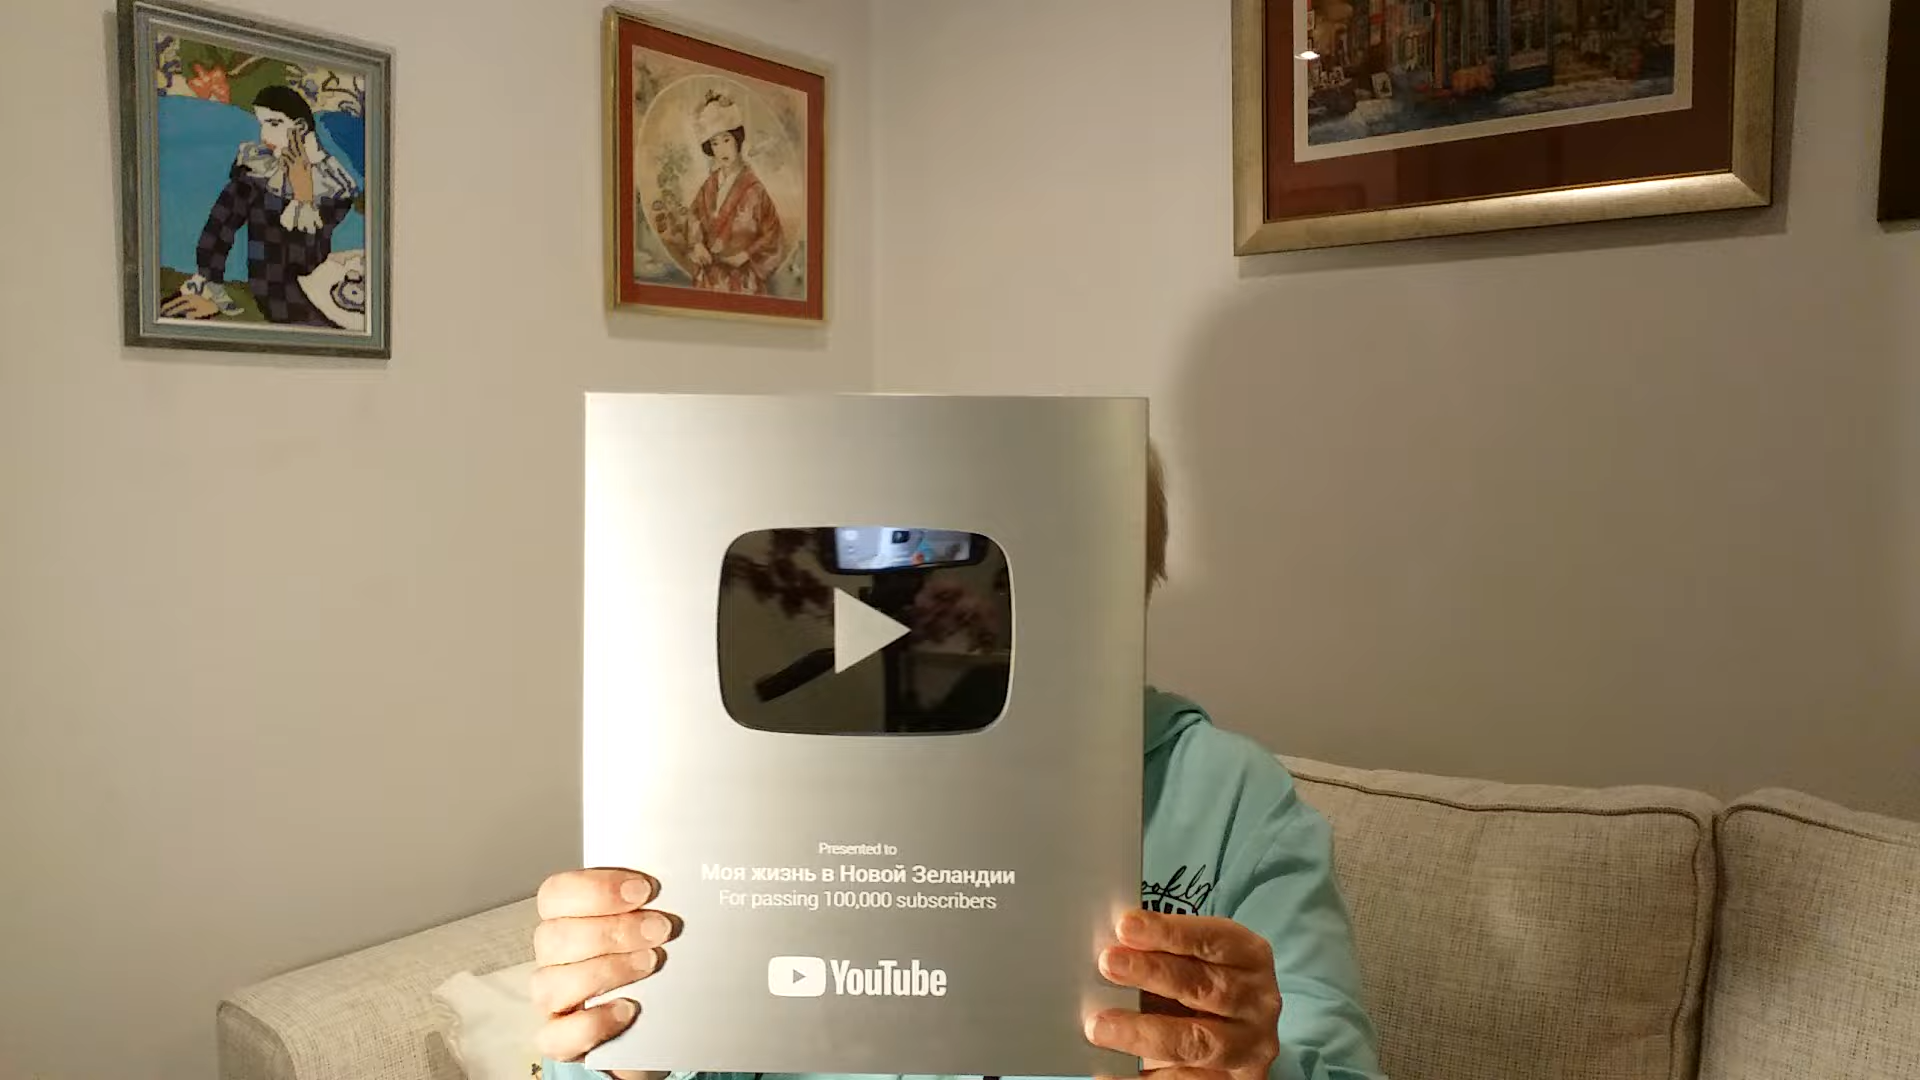 Presented to
Моя жизнь в Новой Зеландии
For passing 100,000 subscribers
YouTube